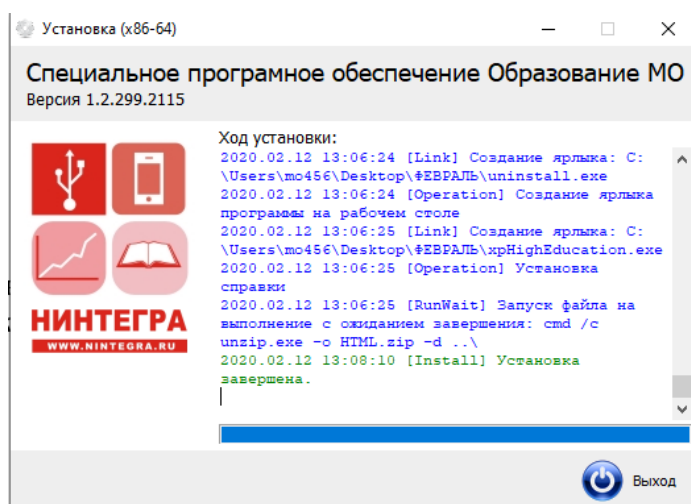 Установка (x86-64)
Специальное програмное обеспечение Образование МО
Версия 1.2.299.2115
Ход установки:
2020.02.12 13:06:24 [Link] Создание ярлыка: C:
\Users\mo456\Desktop\ФЕВРАЛЬ\uninstall.exe
2020.02.12 13:06:24 [Operation] Создание ярлыка
программы на рабочем столе
2020.02.12 13:06:25 [Link] Создание ярлыка: C:
\Users\mo456\Desktop\ФЕВРАЛЬ\xpHighEducation.exe
2020.02.12 13:06:25 [Operation] Установка
справки
2020.02.12 13:06:25 [RunWait] Запуск файла на
выполнение с ожиданием завершения: cmd /c
unzip.exe -o HTML.zip -d ..\
2020.02.12 13:08:10 [Install] Установка
завершена.
НИНТЕГРА
WWW.NINTEGRA.RU
Выход